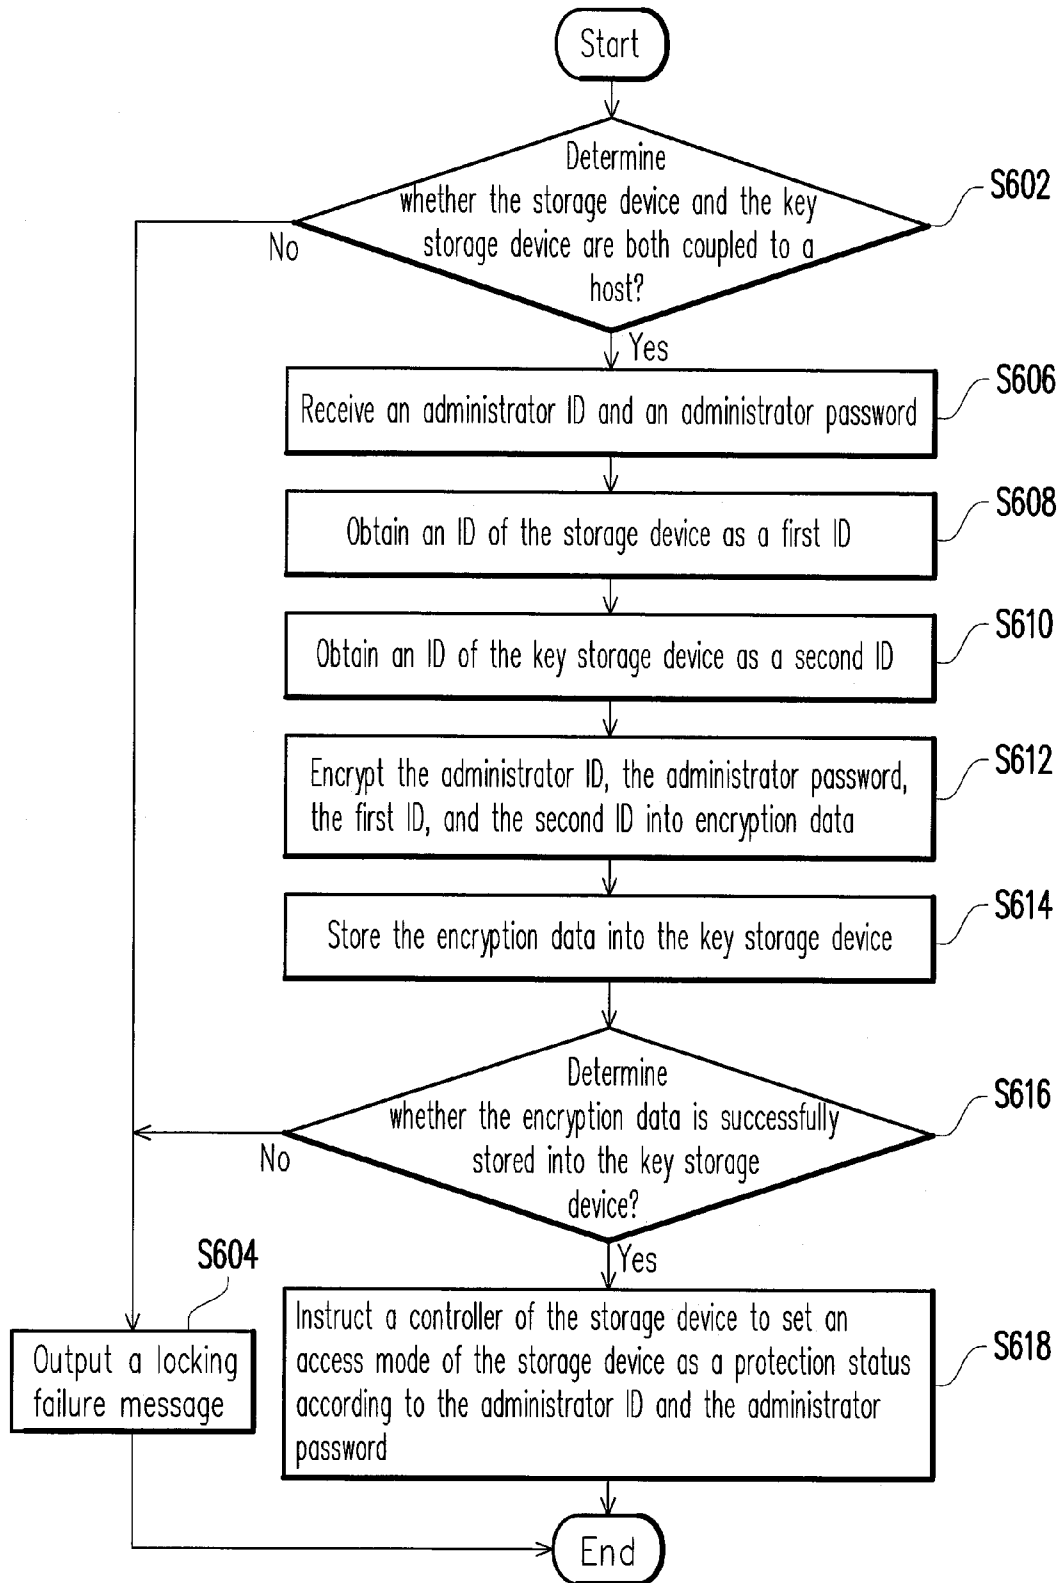 Start
Determine
whether the storage device and the key
storage device are both coupled to a
host?
S602
No
Yes
Receive an administrator ID and an administrator password
S606
Obtain an ID of the storage device as a first ID
S608
Obtain an ID of the key storage device as a second ID
S610
Encrypt the administrator ID, the administrator password,
the first ID, and the second ID into encryption data
S612
Store the encryption data into the key storage device
S614
Determine
whether the encryption data is successfully
stored into the key storage
device?
S616
No
Yes
S604
Output a locking
failure message
Instruct a controller of the storage device to set an
access mode of the storage device as a protection status
according to the administrator ID and the administrator
password
S618
End